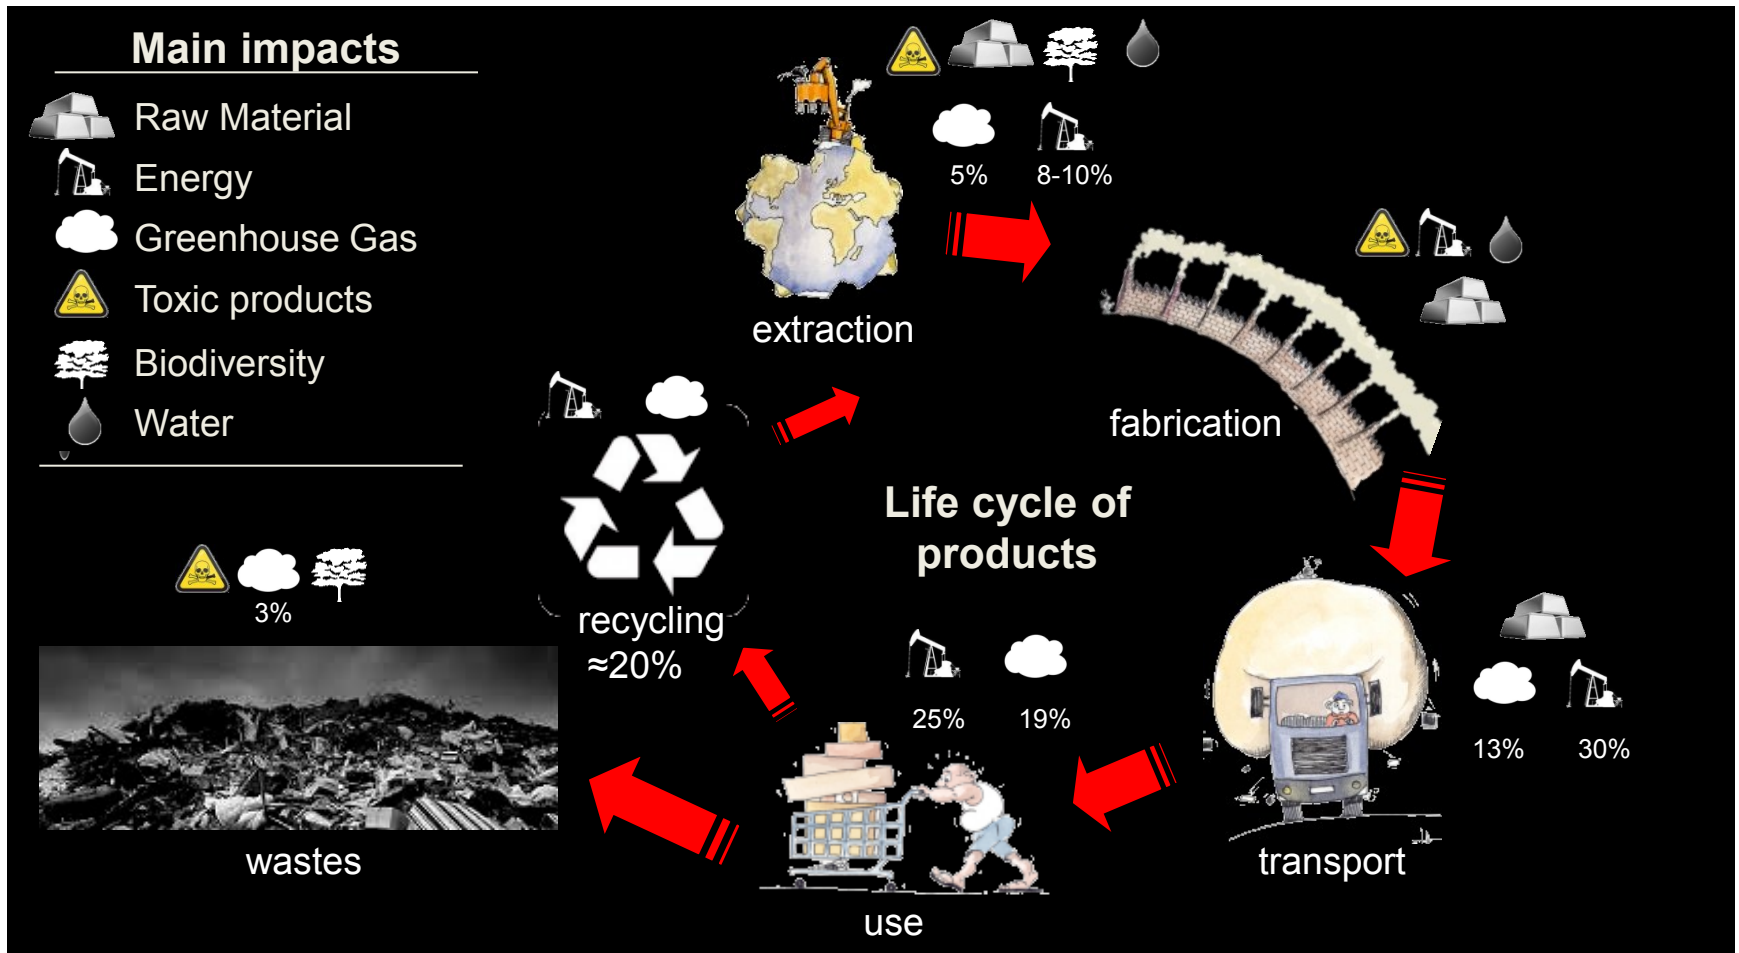 Main impacts
Raw Material
Energy
Greenhouse Gas
Toxic products
Biodiversity
Water
5%
8-10%
extraction
fabrication
Life cycle of
products
3%
recycling
≈20%
25%
19%
13%
30%
wastes
transport
use